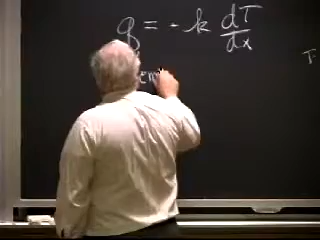 q = -k dT/dx
T